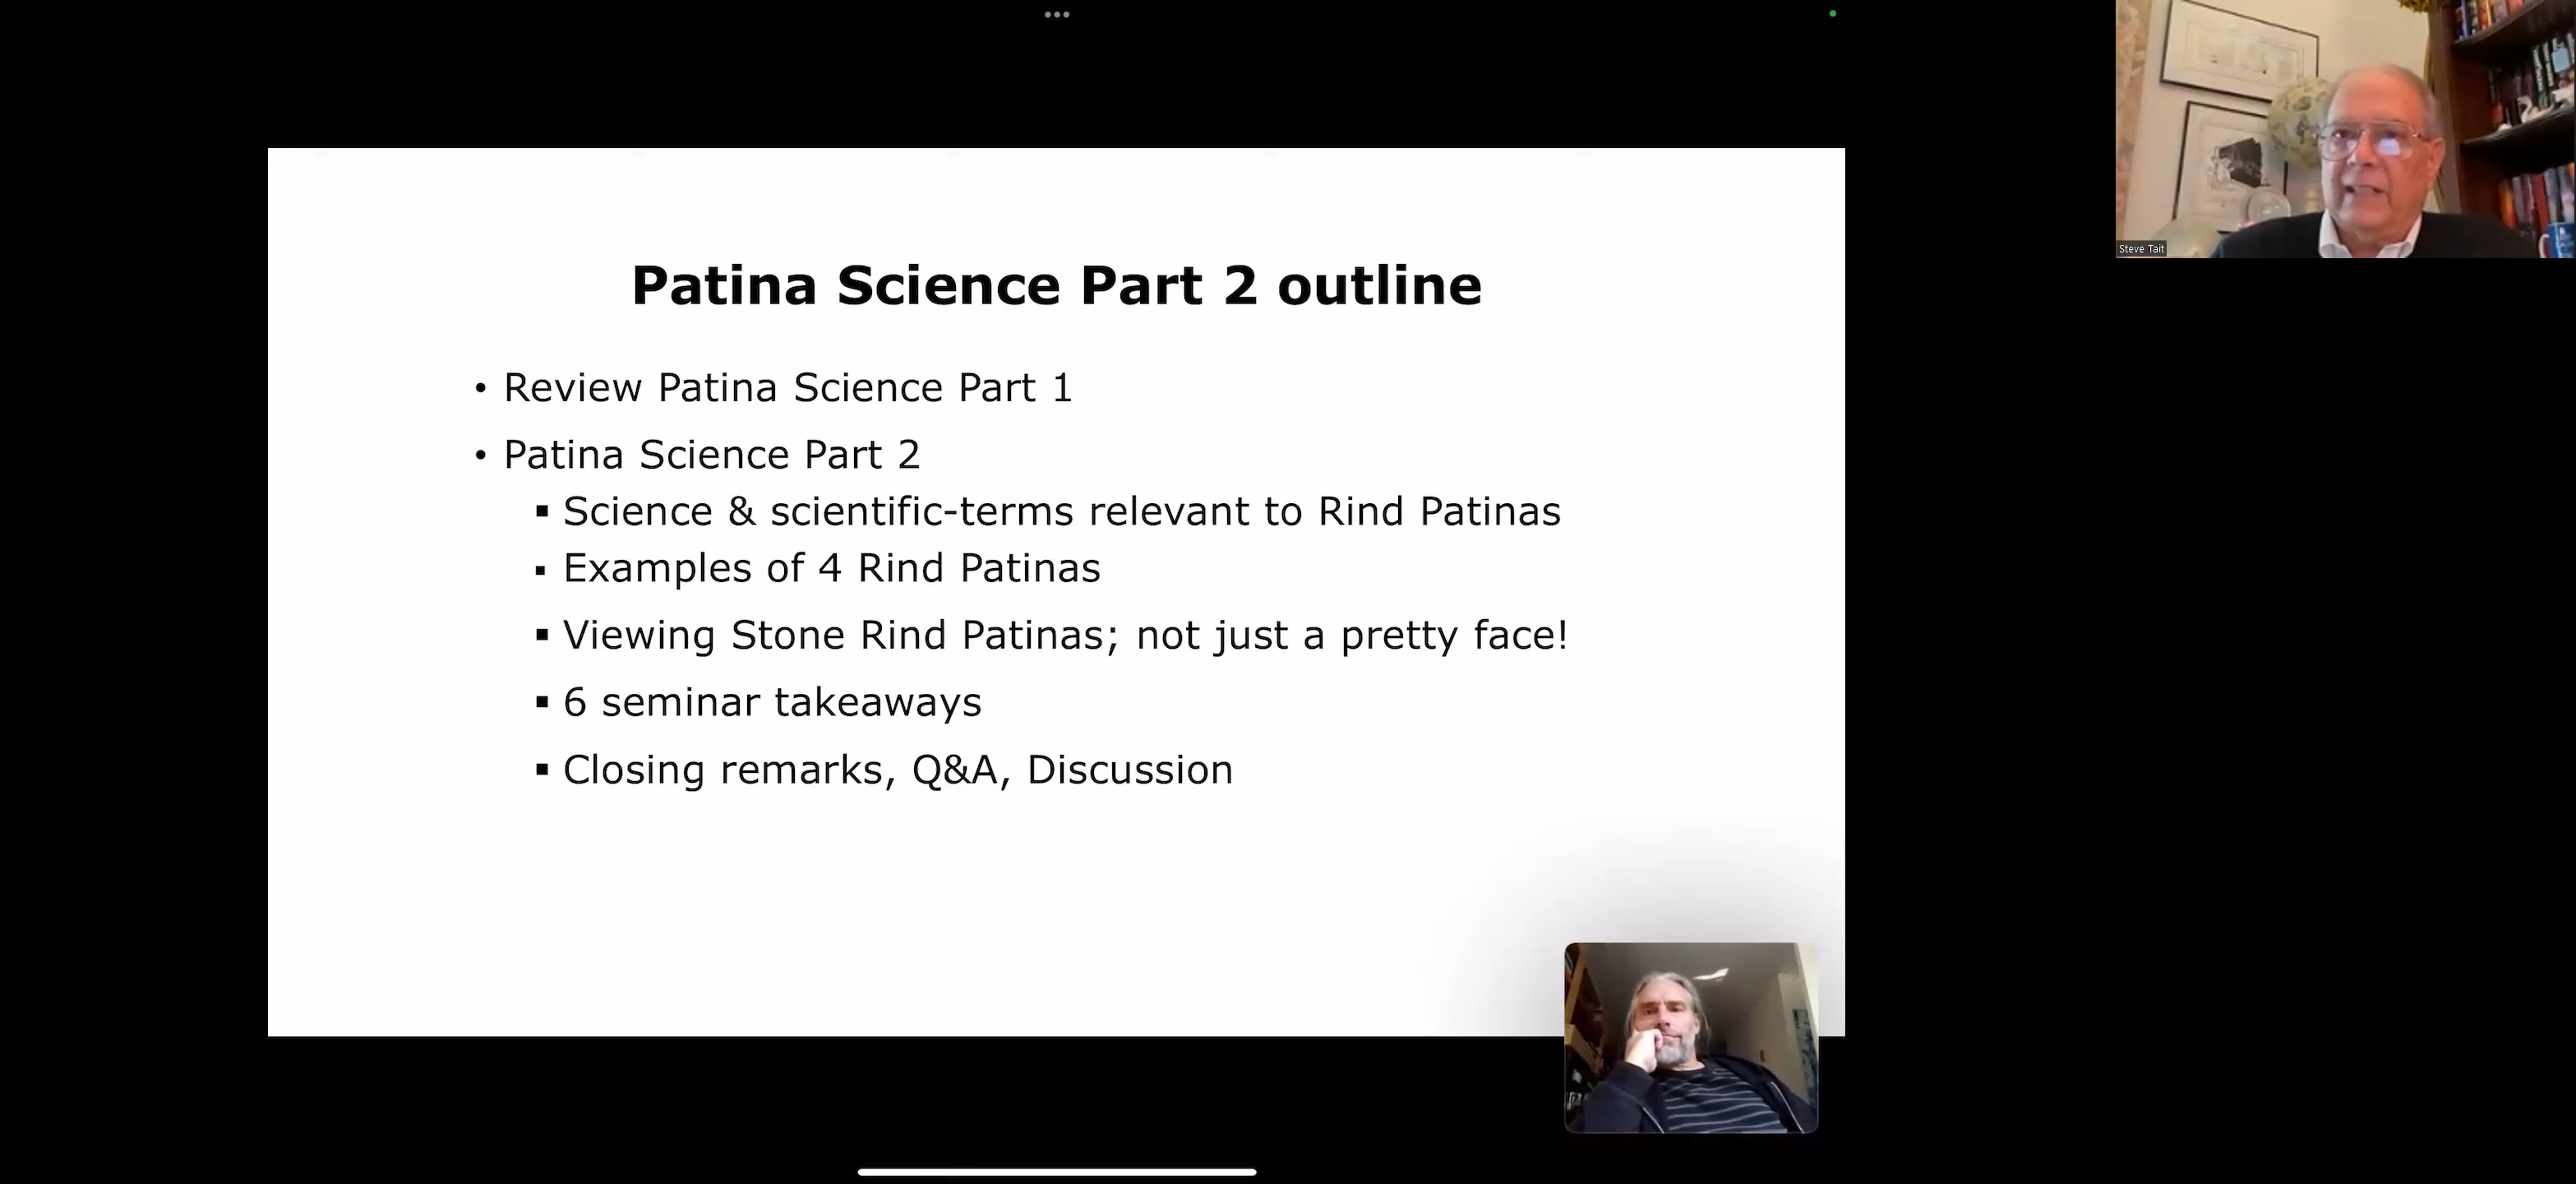 Patina Science Part 2 outline
• Review Patina Science Part 1
• Patina Science Part 2
▪ Science & scientific-terms relevant to Rind Patinas
▪ Examples of 4 Rind Patinas
▪ Viewing Stone Rind Patinas; not just a pretty face!
▪ 6 seminar takeaways
▪ Closing remarks, Q&A, Discussion
Steve Tait